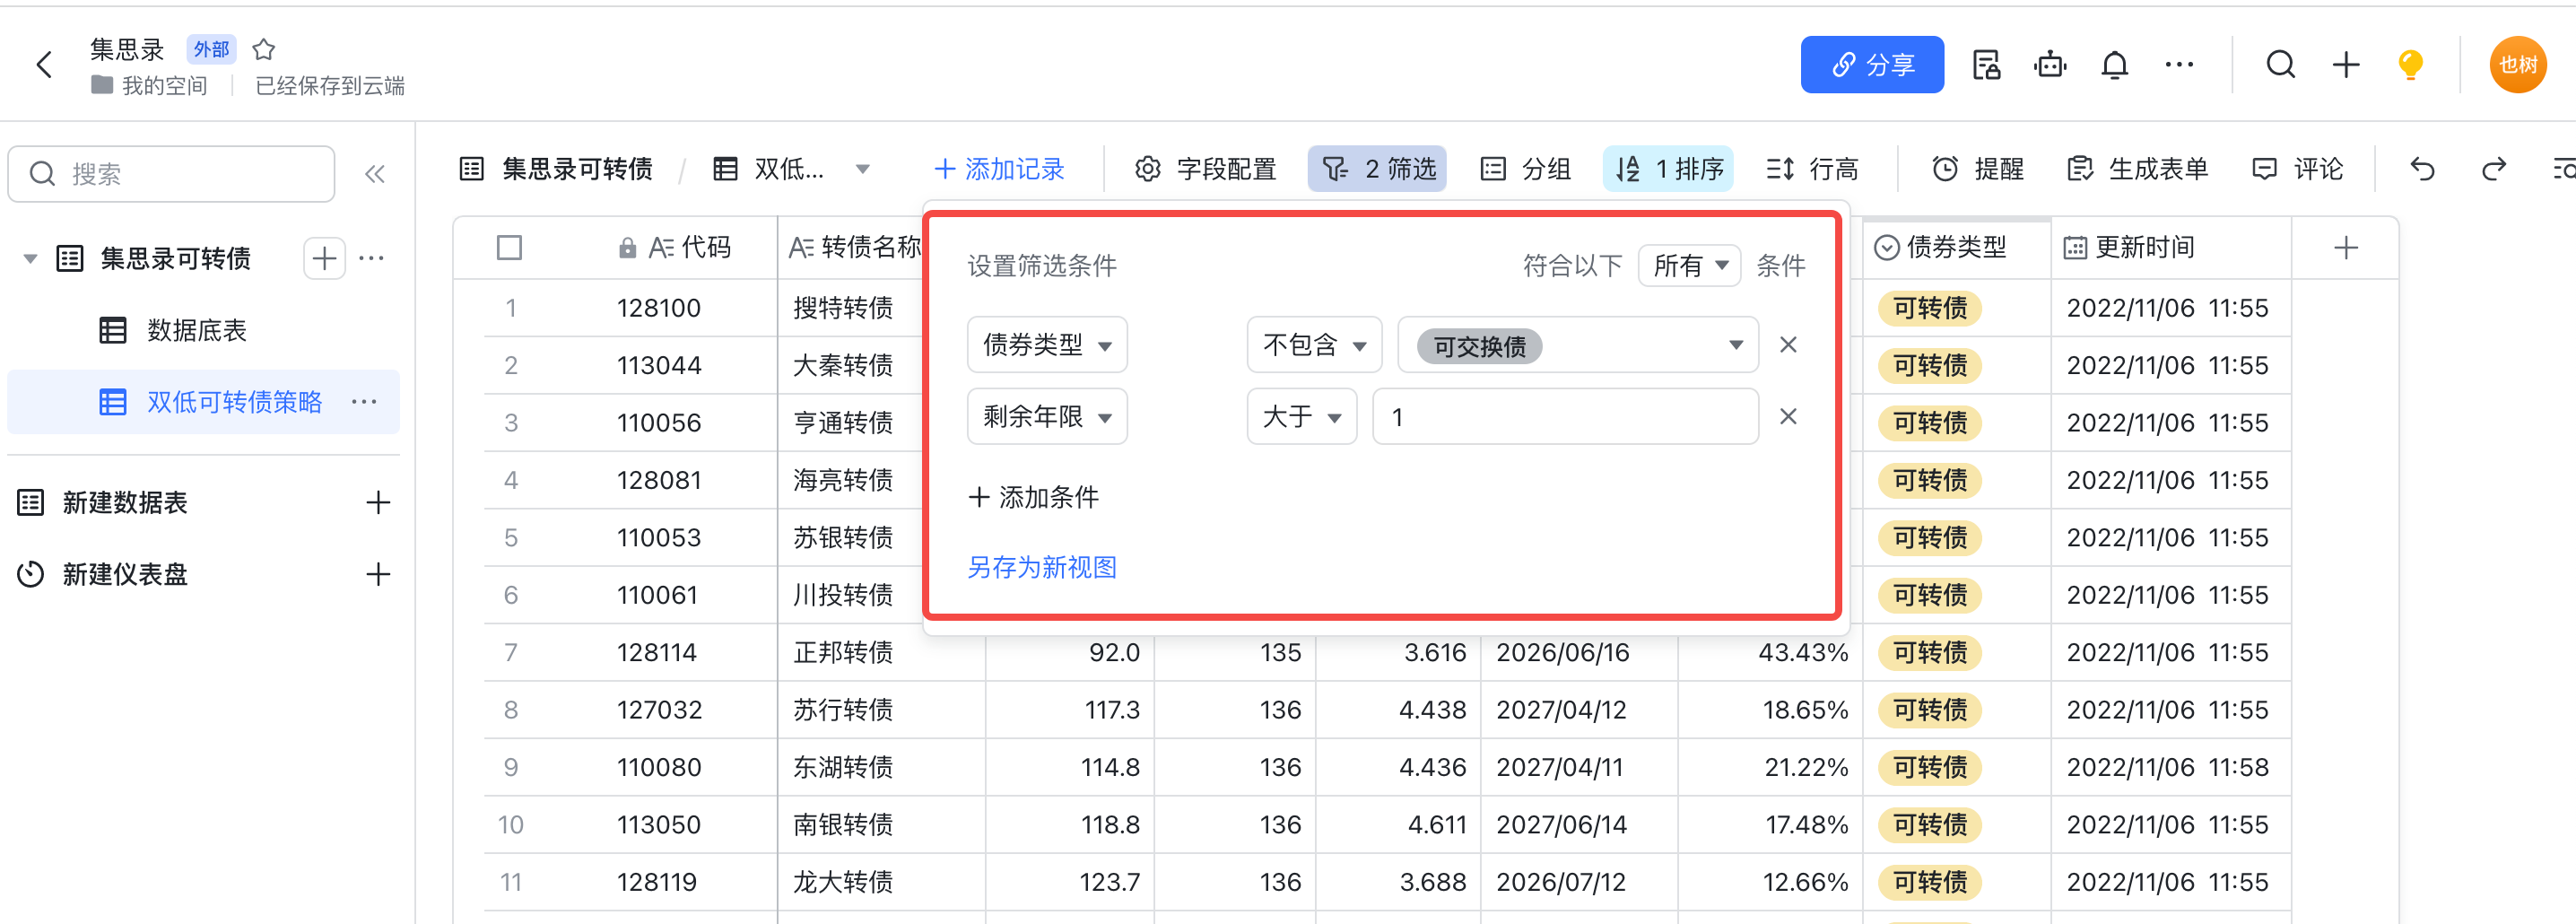 集思录 外部
我的空间 已经保存到云端
分享
也树
搜索
集思录可转债
数据底表
双低可转债策略
新建数据表
新建仪表盘
集思录可转债 / 双低...
添加记录 字段配置 2 筛选 分组 1 排序 行高 提醒 生成表单 评论
代码 转债名称 债券类型 更新时间
设置筛选条件 符合以下 所有 条件
债券类型 不包含 可交换债
剩余年限 大于 1
添加条件
另存为新视图
1 128100 搜特转债 可转债 2022/11/06 11:55
2 113044 大秦转债 可转债 2022/11/06 11:55
3 110056 亨通转债 可转债 2022/11/06 11:55
4 128081 海亮转债 可转债 2022/11/06 11:55
5 110053 苏银转债 可转债 2022/11/06 11:55
6 110061 川投转债 可转债 2022/11/06 11:55
7 128114 正邦转债 92.0 135 3.616 2026/06/16 43.43% 可转债 2022/11/06 11:55
8 127032 苏行转债 117.3 136 4.438 2027/04/12 18.65% 可转债 2022/11/06 11:55
9 110080 东湖转债 114.8 136 4.436 2027/04/11 21.22% 可转债 2022/11/06 11:58
10 113050 南银转债 118.8 136 4.611 2027/06/14 17.48% 可转债 2022/11/06 11:55
11 128119 龙大转债 123.7 136 3.688 2026/07/12 12.66% 可转债 2022/11/06 11:55